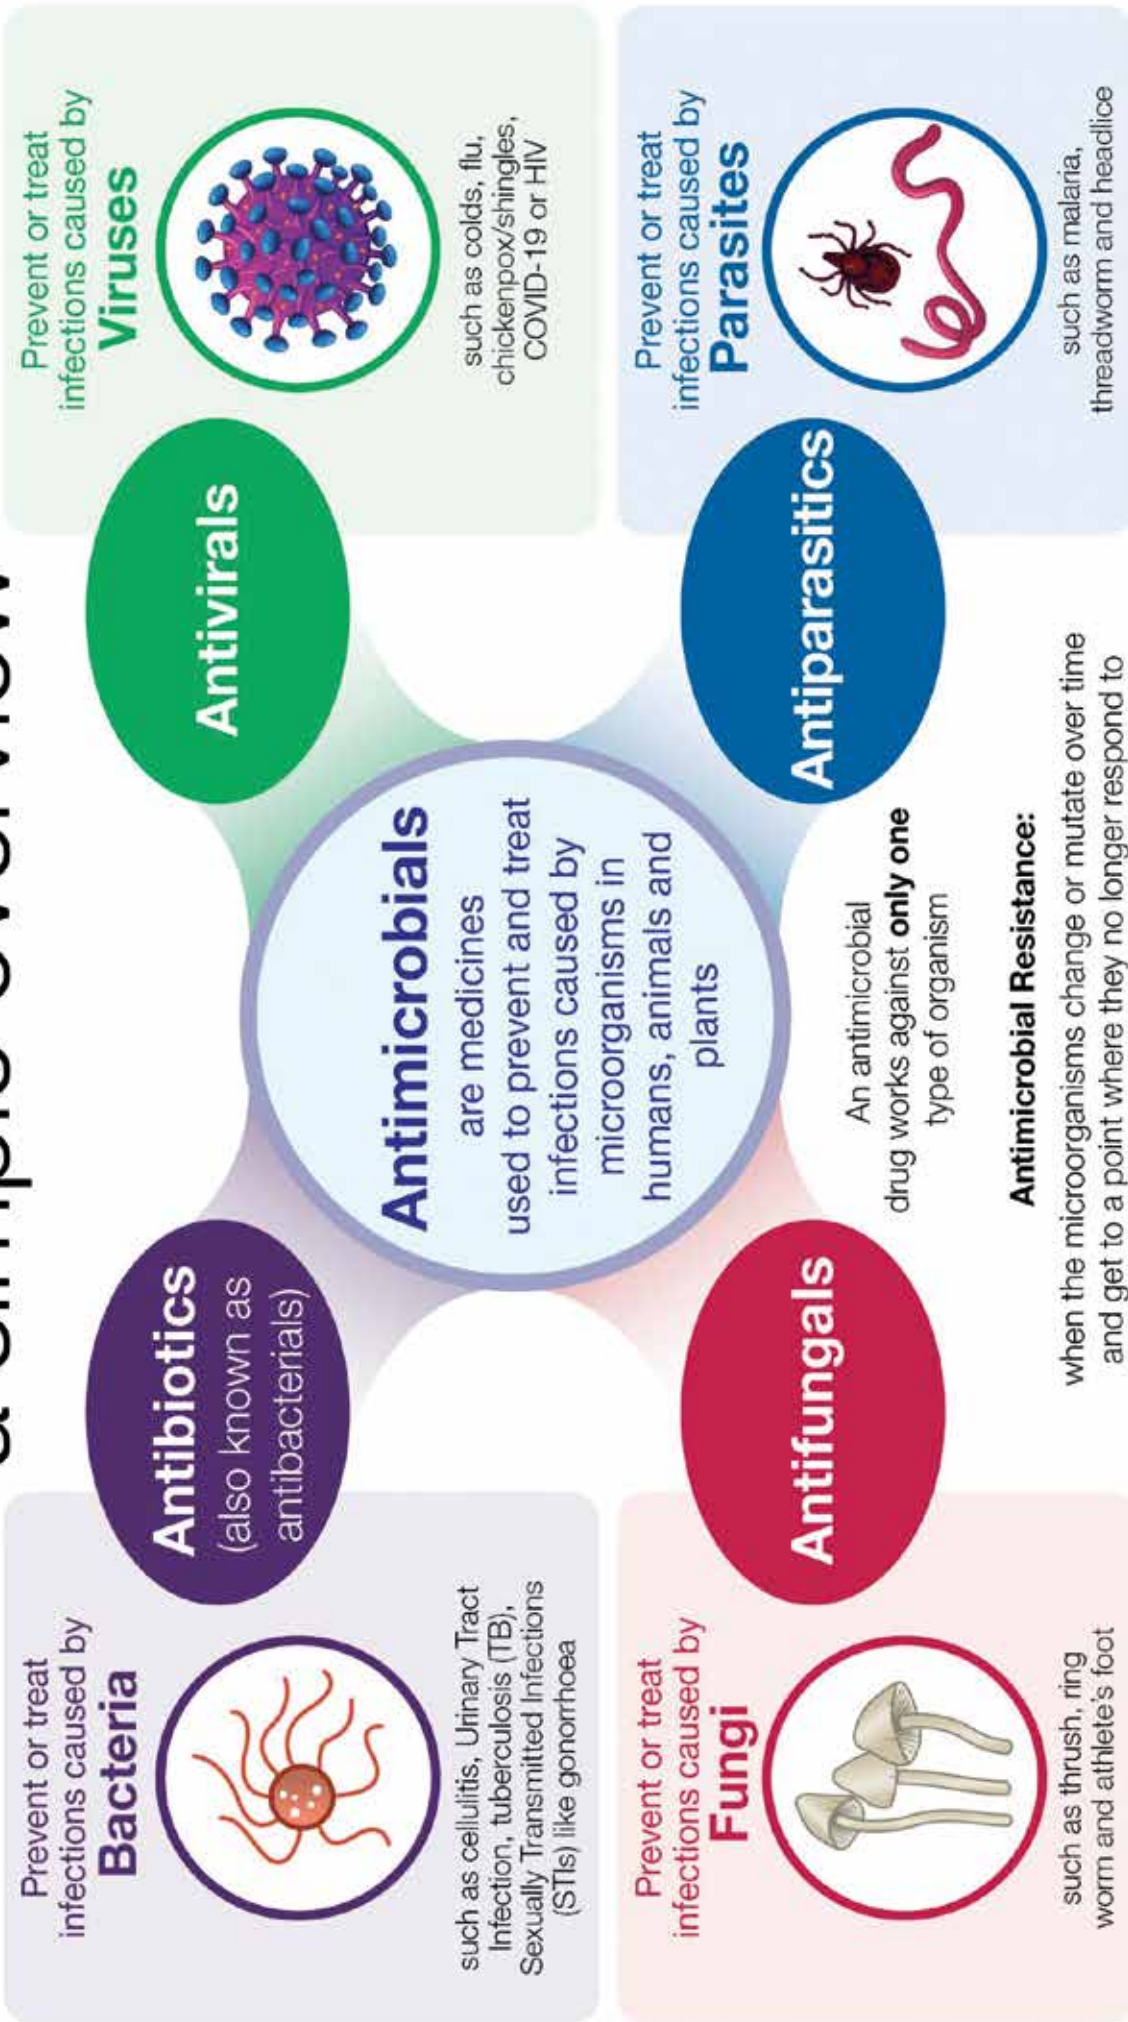 a simple overview
Prevent or treat
infections caused by
Bacteria
such as cellulitis, Urinary Tract
Infection, tuberculosis (TB),
Sexually Transmitted Infections
(STIs) like gonorrhoea
Antibiotics
(also known as
antibacterials)
Antivirals
Prevent or treat
infections caused by
Viruses
such as colds, flu,
chickenpox/shingles,
COVID-19 or HIV
Antimicrobials
are medicines
used to prevent and treat
infections caused by
microorganisms in
humans, animals and
plants
Prevent or treat
infections caused by
Fungi
such as thrush, ring
worm and athlete's foot
Antifungals
Antiparasitics
Prevent or treat
infections caused by
Parasites
such as malaria,
threadworm and headlice
An antimicrobial
drug works against only one
type of organism
Antimicrobial Resistance:
when the microorganisms change or mutate over time
and get to a point where they no longer respond to